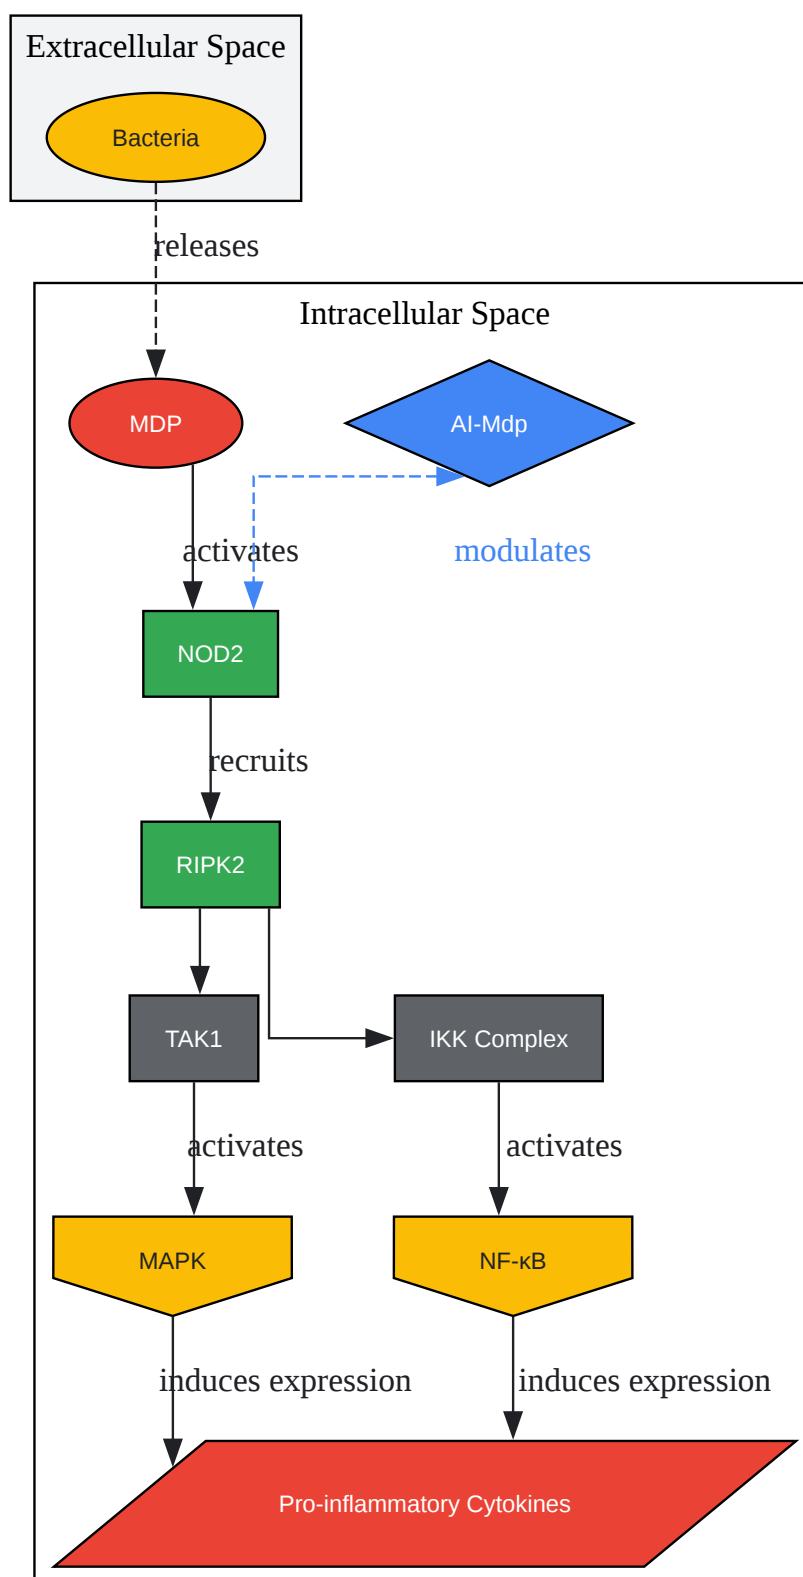 Extracellular Space
Bacteria
releases
Intracellular Space
MDP
AI-Mdp
activates
modulates
NOD2
recruits
RIPK2
TAK1
IKK Complex
activates
activates
MAPK
NF-κB
induces expression
induces expression
Pro-inflammatory Cytokines